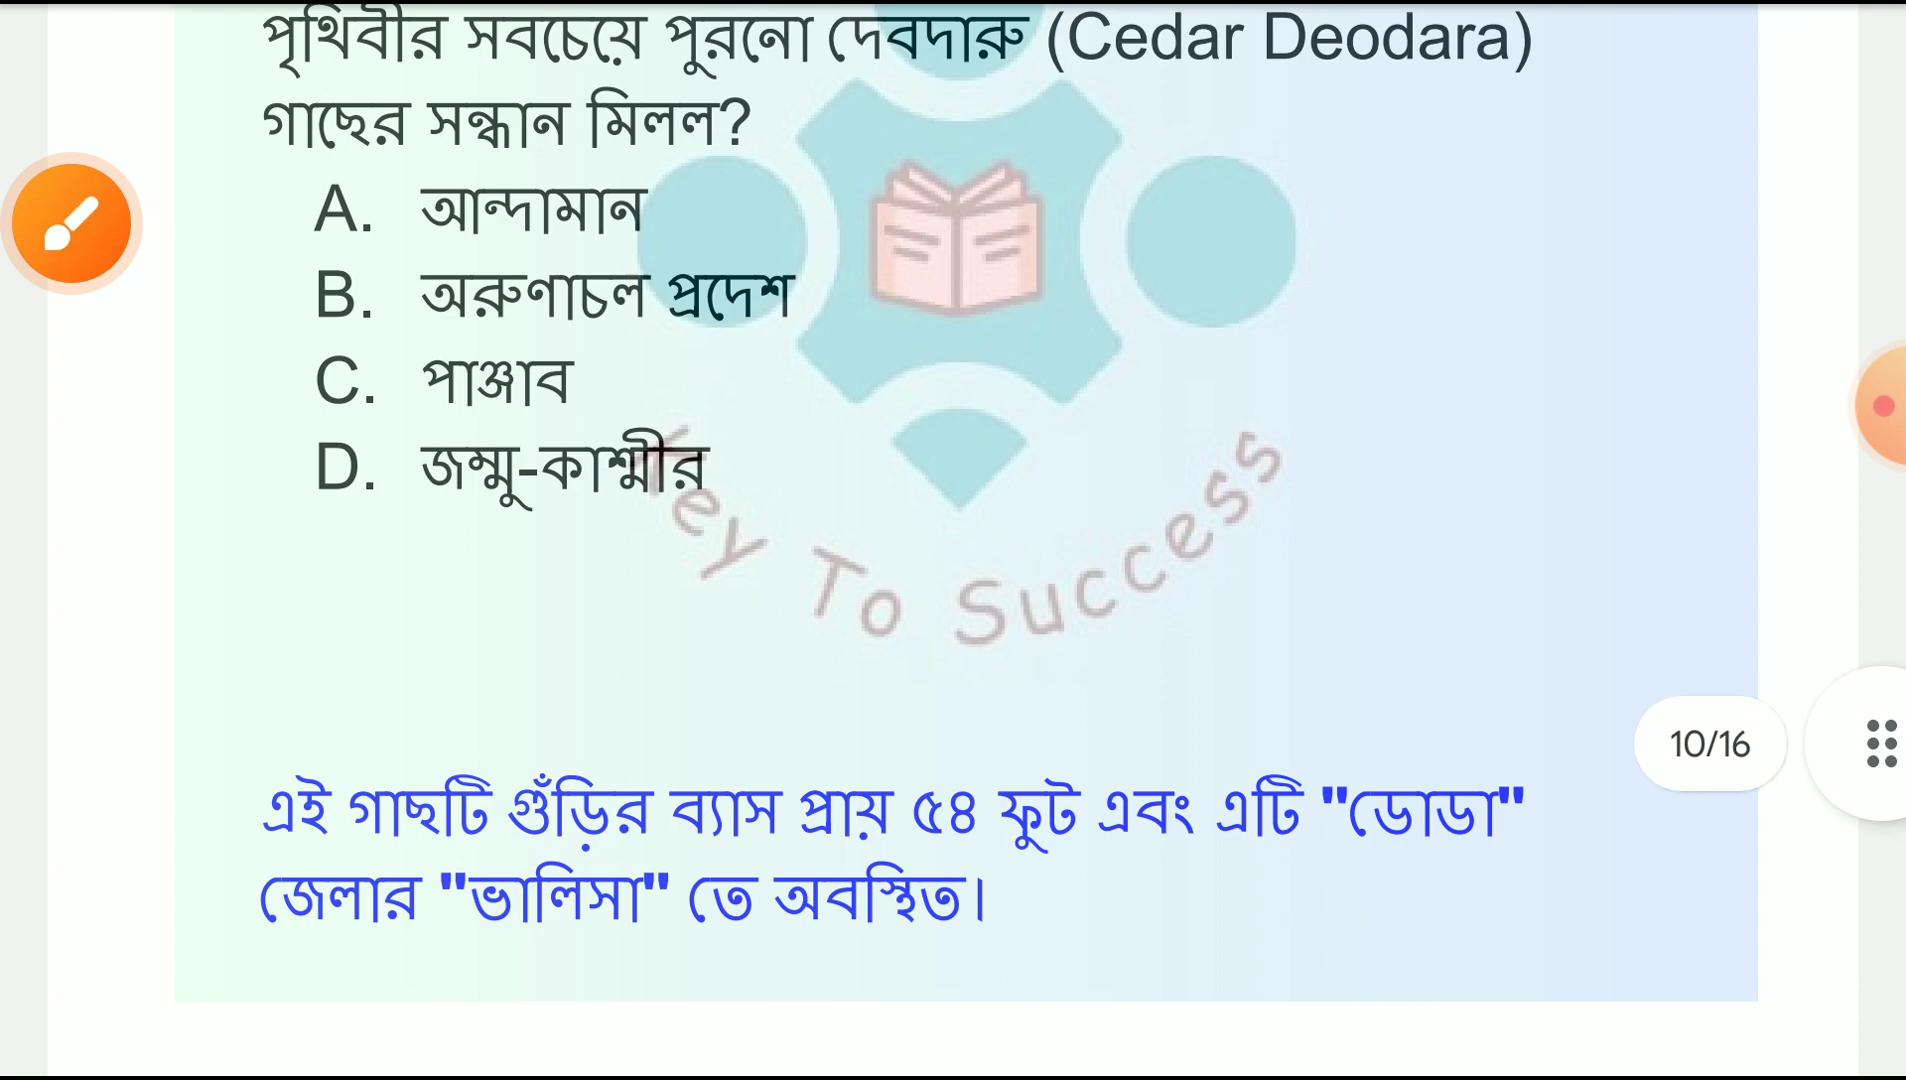 পৃথিবীর সবচেয়ে পুরনো দেবদারু (Cedar Deodara)
গাছের সন্ধান মিলল?
A. আন্দামান
B. অরুণাচল প্রদেশ
C. পাঞ্জাব
D. জম্মু-কাশ্মীর
Key To Success
10/16
এই গাছটি গুঁড়ির ব্যাস প্রায় ৫৪ ফুট এবং এটি "ডোডা"
জেলার "ভালিসা" তে অবস্থিত।